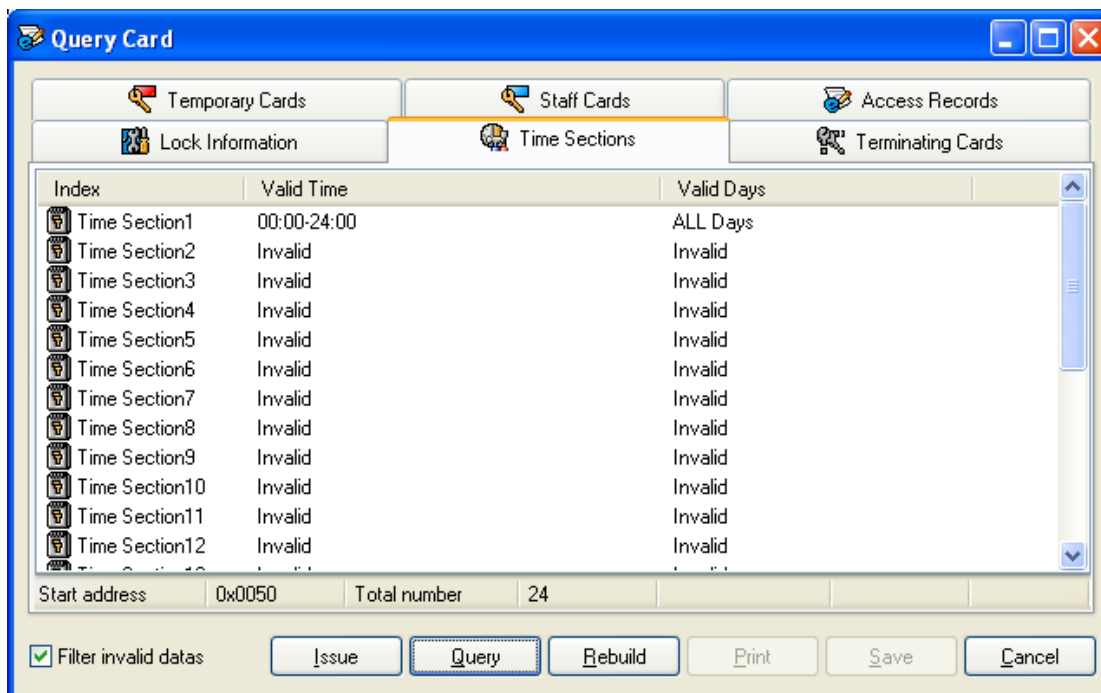 Query Card
Temporary Cards Staff Cards Access Records
Lock Information Time Sections Terminating Cards
Index Valid Time Valid Days
Time Section1 00:00-24:00 ALL Days
Time Section2 Invalid Invalid
Time Section3 Invalid Invalid
Time Section4 Invalid Invalid
Time Section5 Invalid Invalid
Time Section6 Invalid Invalid
Time Section7 Invalid Invalid
Time Section8 Invalid Invalid
Time Section9 Invalid Invalid
Time Section10 Invalid Invalid
Time Section11 Invalid Invalid
Time Section12 Invalid Invalid
Start address 0x0050 Total number 24
Filter invalid datas Issue Query Rebuild Print Save Cancel